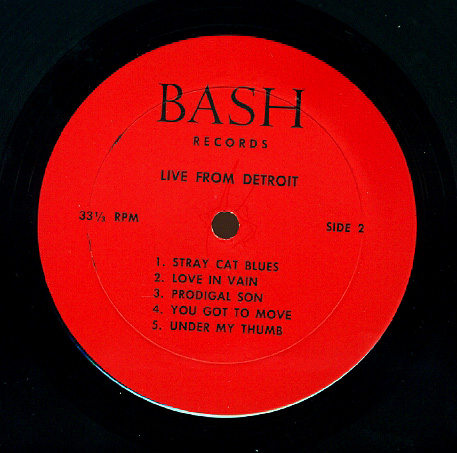 BASH
RECORDS
LIVE FROM DETROIT
33⅓ RPM
SIDE 2
1. STRAY CAT BLUES
2. LOVE IN VAIN
3. PRODIGAL SON
4. YOU GOT TO MOVE
5. UNDER MY THUMB